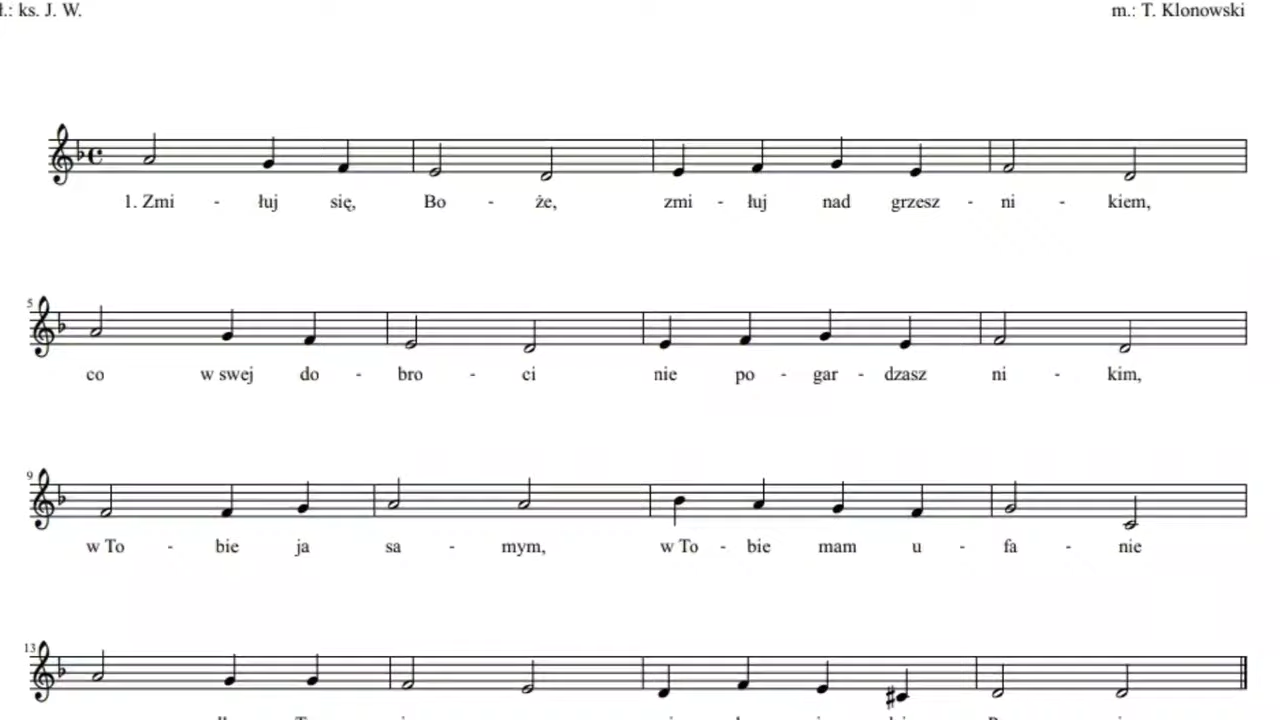 ł.: ks. J. W.
m.: T. Klonowski
1. Zmi - łuj się, Bo - że, zmi - łuj nad grzesz - ni - kiem,
5
co w swej do - bro - ci nie po - gar - dzasz ni - kim,
9
w To - bie ja sa - mym, w To - bie mam u - fa - nie
13